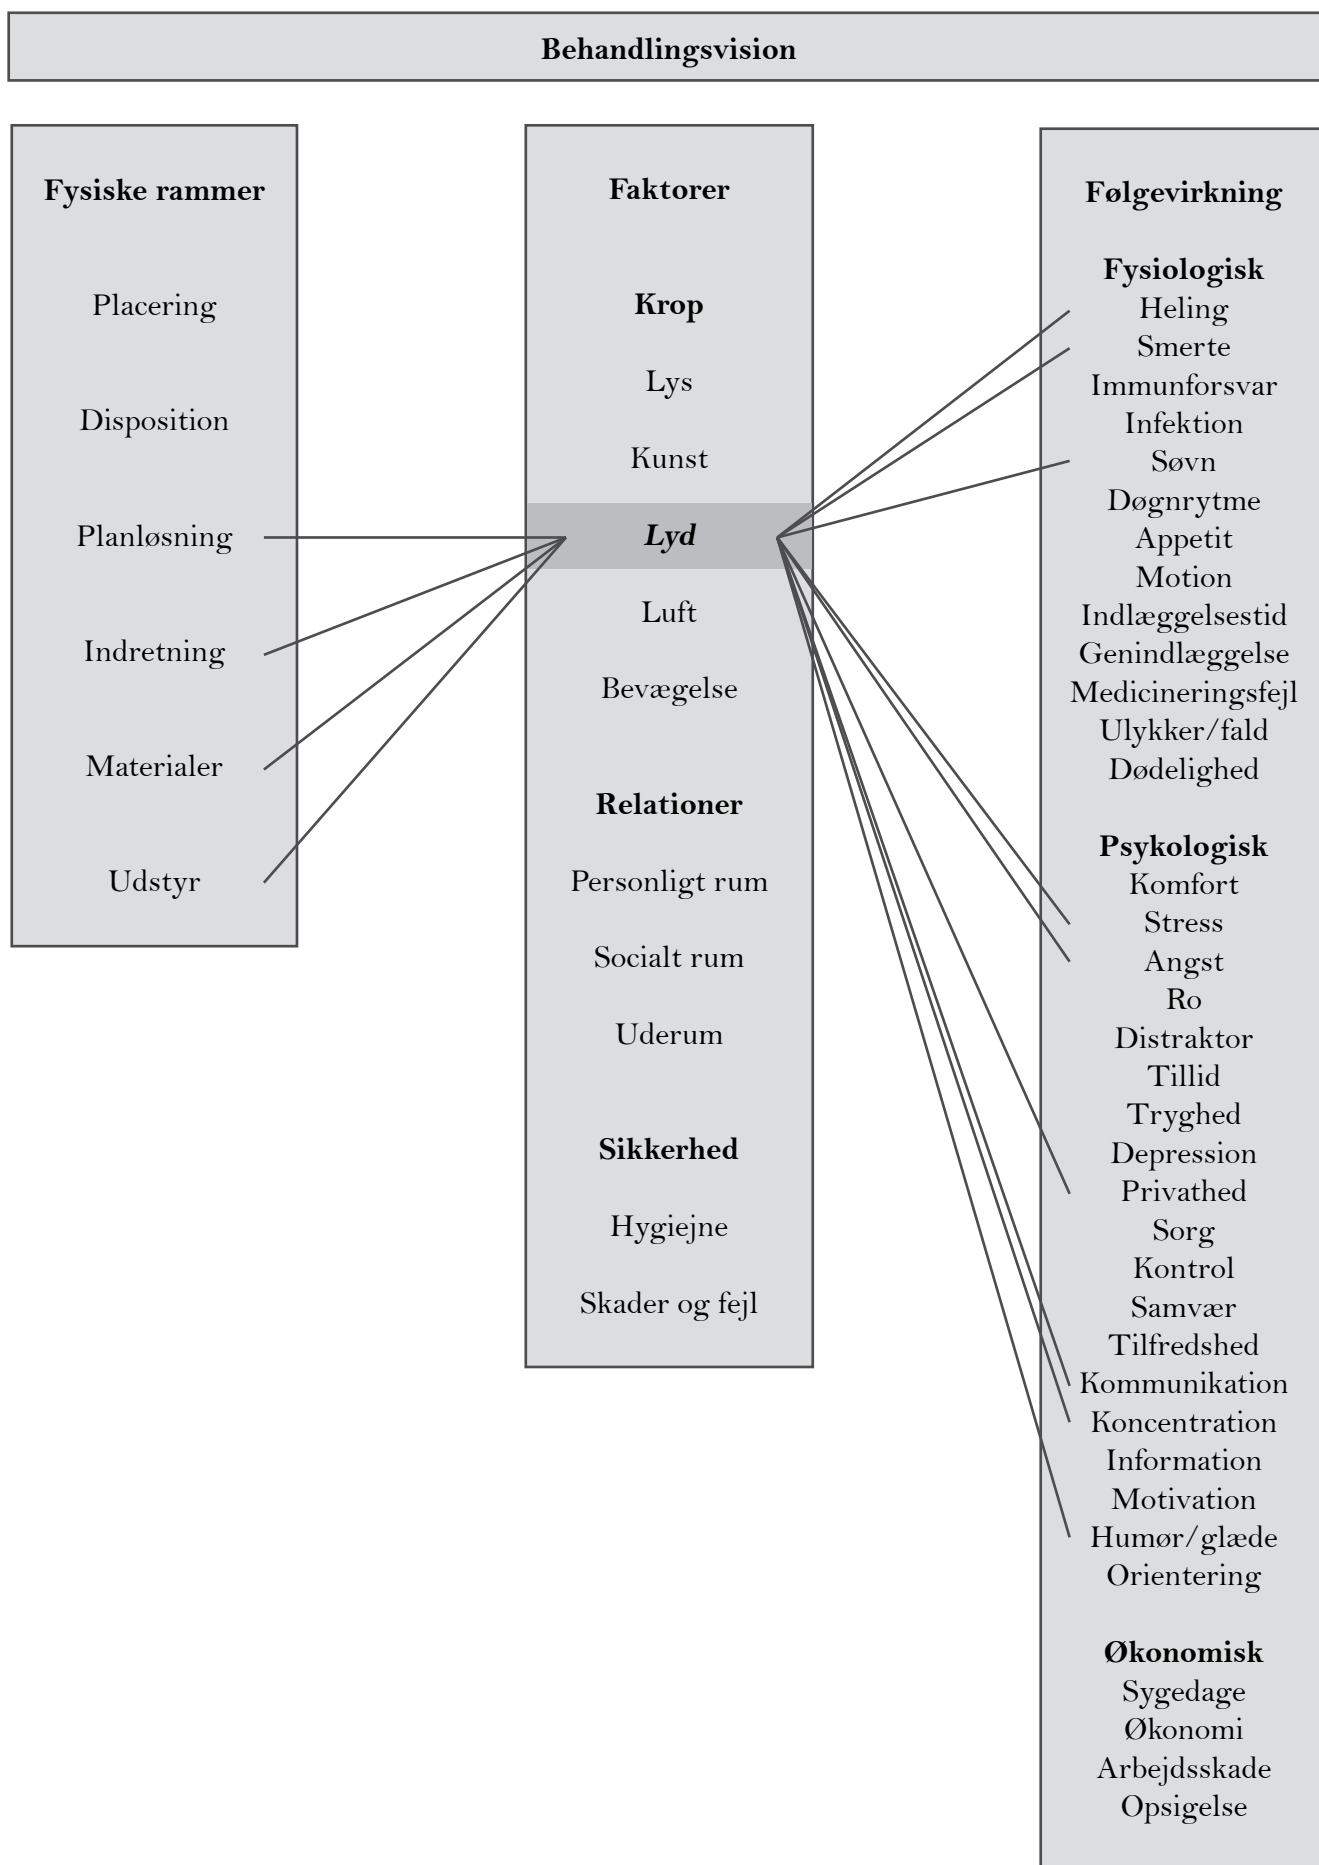 Behandlingsvision
Fysiske rammer
Placering
Disposition
Planløsning
Indretning
Materialer
Udstyr
Faktorer
Krop
Lys
Kunst
Lyd
Luft
Bevægelse
Relationer
Personligt rum
Socialt rum
Uderum
Sikkerhed
Hygiejne
Skader og fejl
Følgevirkning
Fysiologisk
Heling
Smerte
Immunforsvar
Infektion
Søvn
Døgnrytme
Appetit
Motion
Indlæggelsestid
Genindlæggelse
Medicineringsfejl
Ulykker/fald
Dødelighed
Psykologisk
Komfort
Stress
Angst
Ro
Distraktor
Tillid
Tryghed
Depression
Privathed
Sorg
Kontrol
Samvær
Tilfredshed
Kommunikation
Koncentration
Information
Motivation
Humør/glæde
Orientering
Økonomisk
Sygedage
Økonomi
Arbejdsskade
Opsigelse